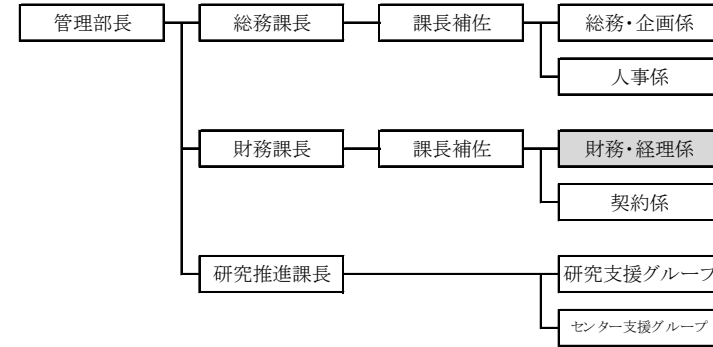 管理部長
総務課長
課長補佐
総務・企画係
人事係
財務課長
課長補佐
財務・経理係
契約係
研究推進課長
研究支援グループ
センター支援グループ